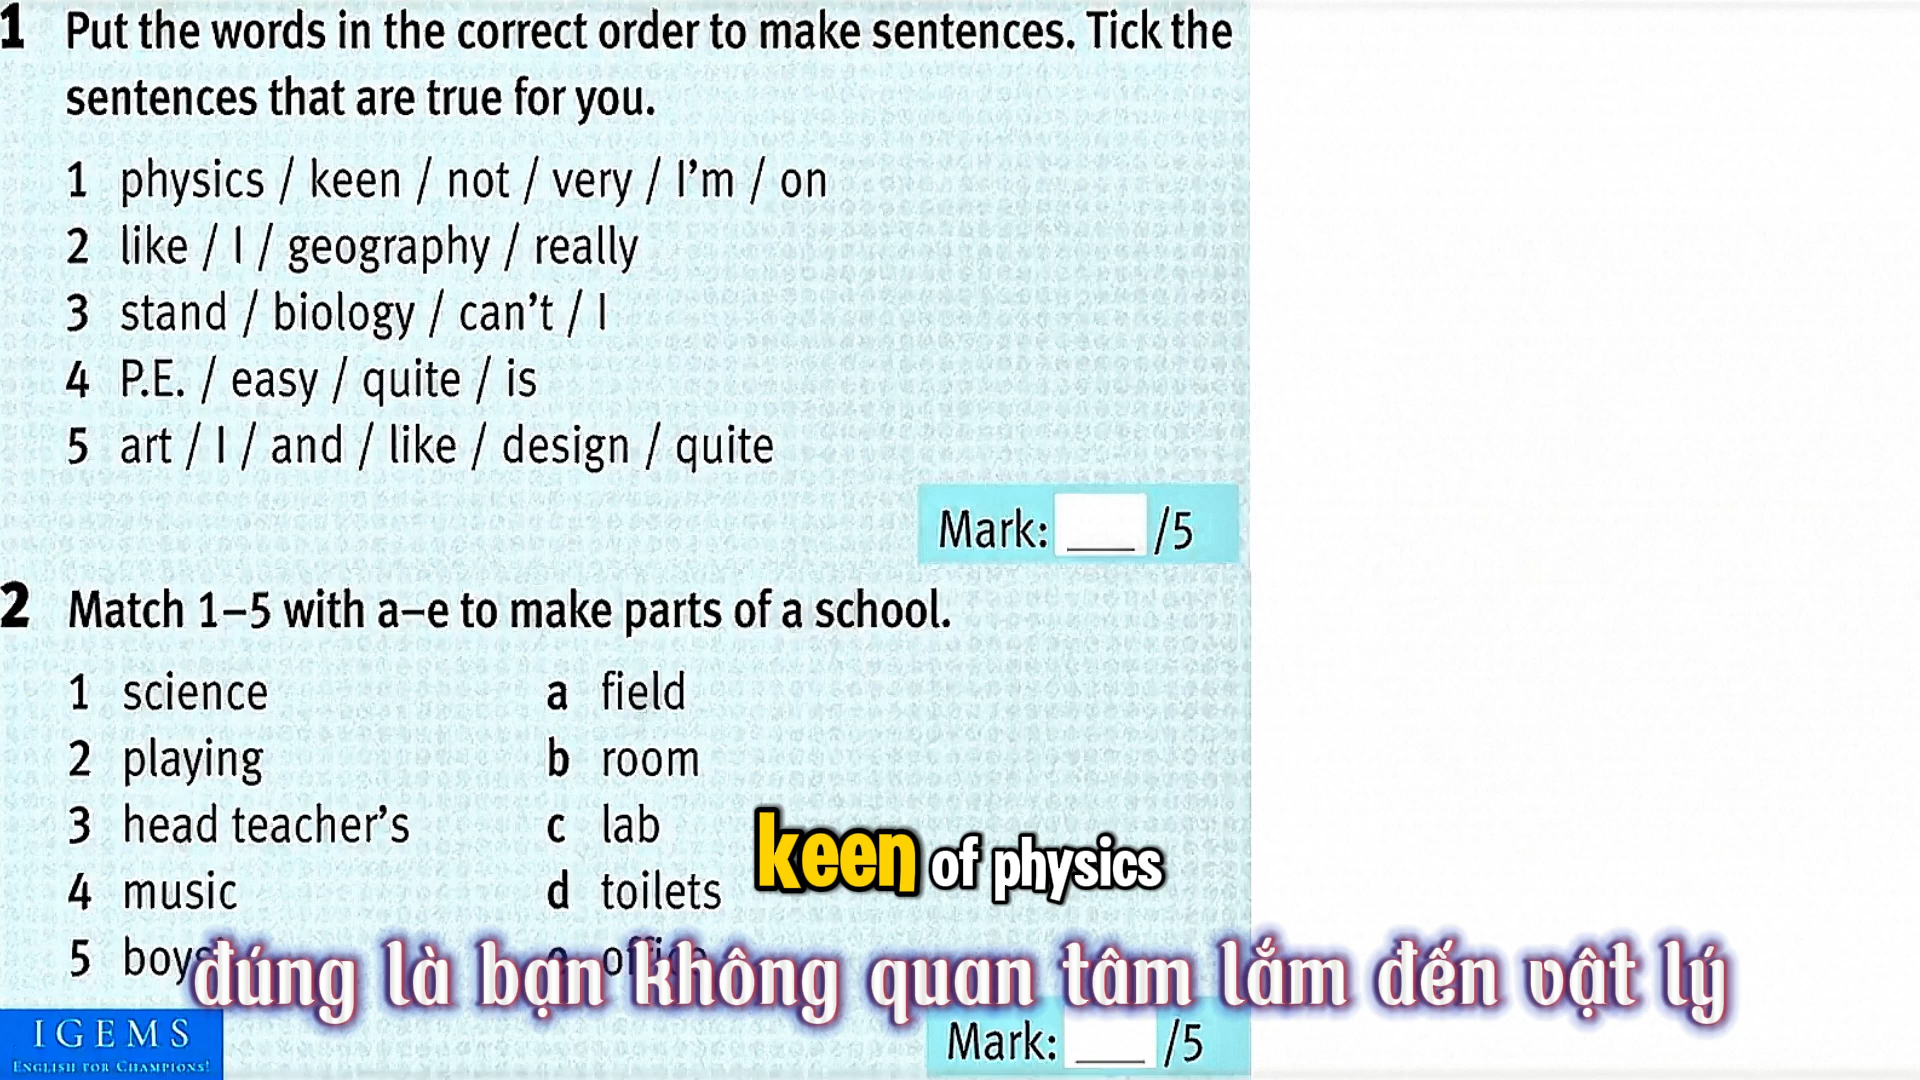 1 Put the words in the correct order to make sentences. Tick the
sentences that are true for you.
1 physics / keen / not / very / I'm / on
2 like / I / geography / really
3 stand / biology / can't / I
4 P.E. / easy / quite / is
5 art / I / and / like / design / quite
Mark: ___ /5
2 Match 1–5 with a–e to make parts of a school.
1 science a field
2 playing b room
3 head teacher's c lab
4 music d toilets
keen of physics
5
đúng là bạn không quan tâm lắm đến vật lý
Mark: ___ /5
IGEMS
ENGLISH FOR CHAMPIONS!